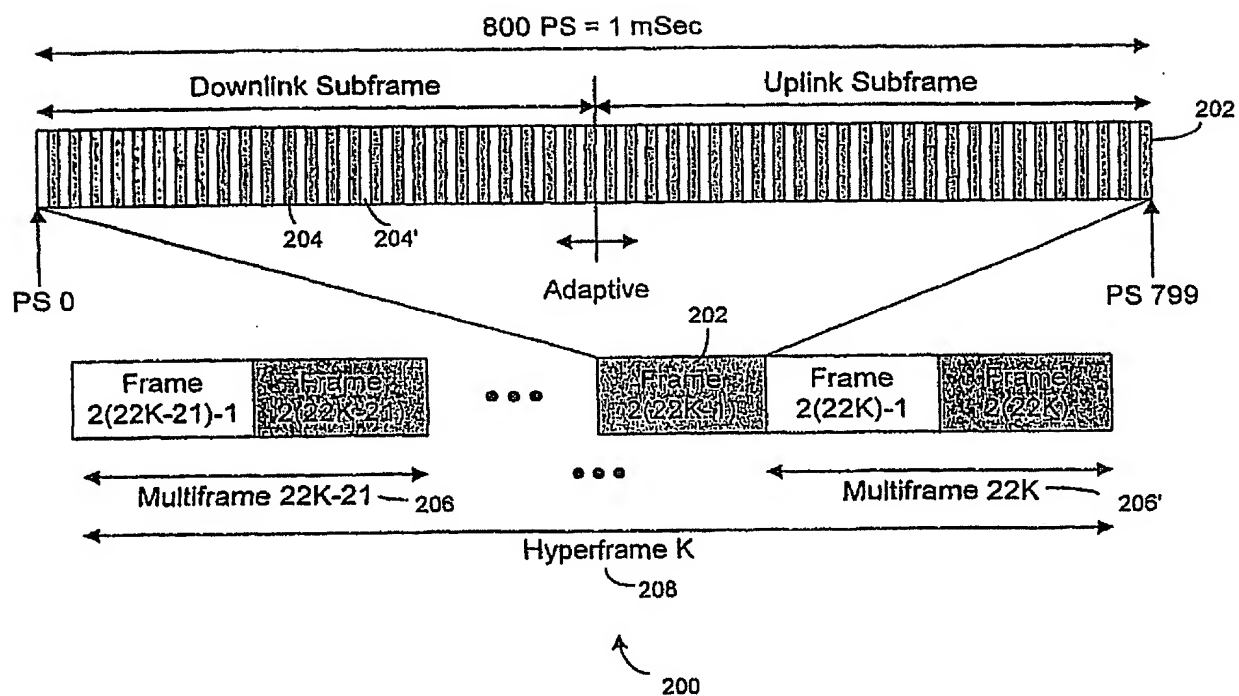 800 PS = 1 mSec
Downlink Subframe
Uplink Subframe
202
204
204'
Adaptive
PS 0
PS 799
202
Frame
2(22K-21)-1
Frame
2(22K-21)
Frame
2(22K-1)
Frame
2(22K)-1
Frame
2(22K)
Multiframe 22K-21
206
Multiframe 22K
206'
Hyperframe K
208
200